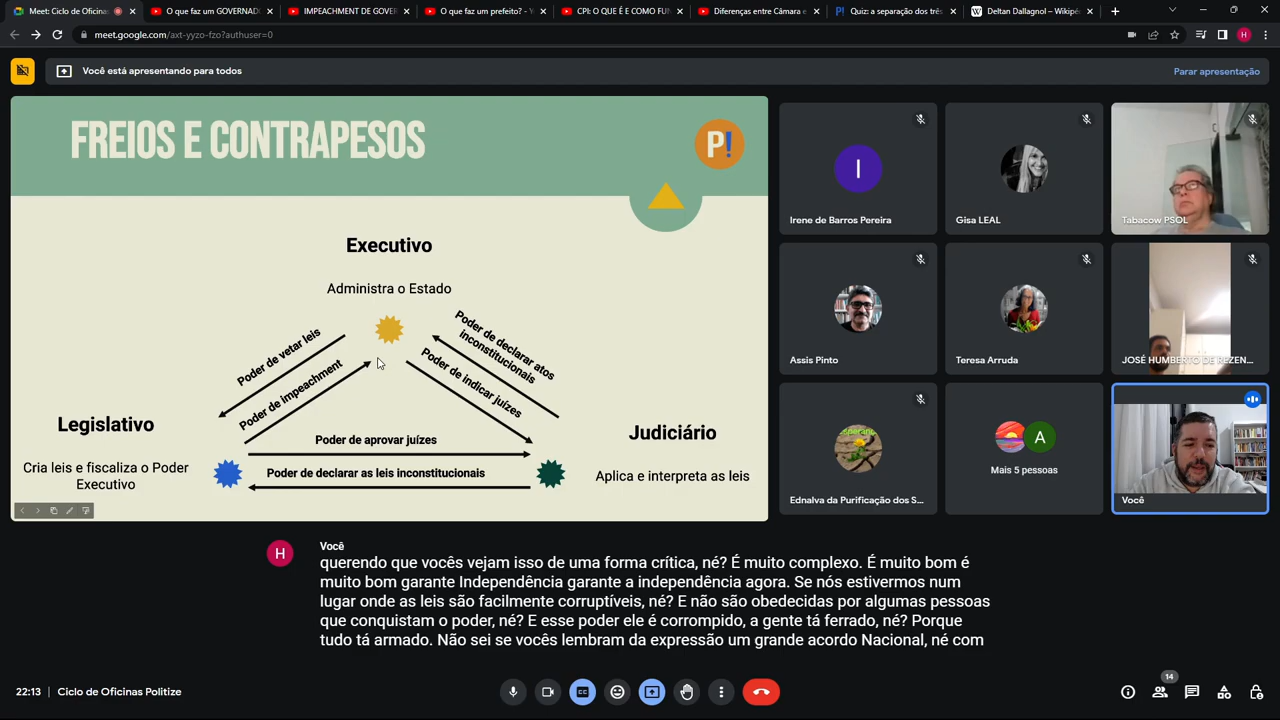 Meet: Ciclo de Oficinas
O que faz um GOVERNAD
IMPEACHMENT DE GOVER
O que faz um prefeito? - Y
CPI: O QUE É E COMO FUN
Diferenças entre Câmara e
Quiz: a separação dos três
Deltan Dallagnol – Wikipé
meet.google.com/axt-yyzo-fzo?authuser=0
H
Você está apresentando para todos
Parar apresentação
FREIOS E CONTRAPESOS
P!
Executivo
Administra o Estado
Poder de vetar leis
Poder de impeachment
Poder de declarar atos
inconstitucionais
Poder de indicar juízes
Legislativo
Cria leis e fiscaliza o Poder
Executivo
Poder de aprovar juízes
Poder de declarar as leis inconstitucionais
Judiciário
Aplica e interpreta as leis
I
Irene de Barros Pereira
Gisa LEAL
Tabacow PSOL
Assis Pinto
Teresa Arruda
JOSÉ HUMBERTO DE REZEN...
Ednalva da Purificação dos S...
A
Mais 5 pessoas
Você
H
Você
querendo que vocês vejam isso de uma forma crítica, né? É muito complexo. É muito bom é
muito bom garante Independência garante a independência agora. Se nós estivermos num
lugar onde as leis são facilmente corruptíveis, né? E não são obedecidas por algumas pessoas
que conquistam o poder, né? E esse poder ele é corrompido, a gente tá ferrado, né? Porque
tudo tá armado. Não sei se vocês lembram da expressão um grande acordo Nacional, né com
22:13 | Ciclo de Oficinas Politize
14